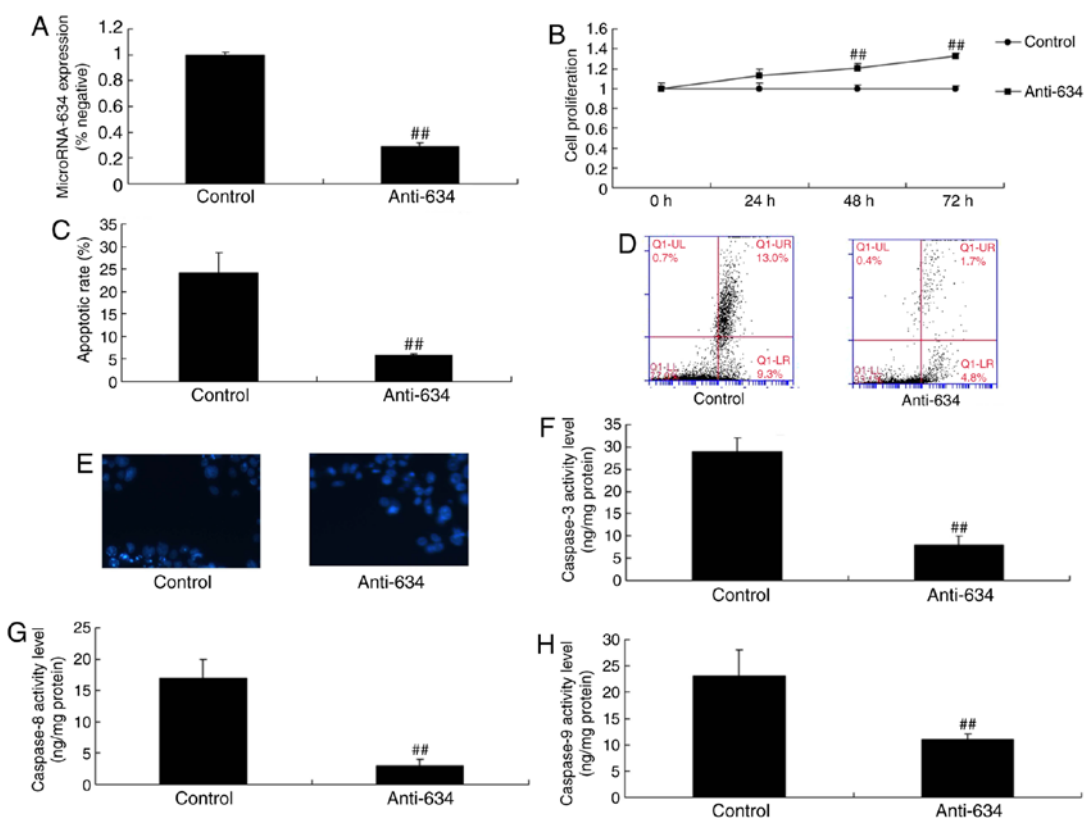 A
MicroRNA-634 expression
(% negative)
1.2
1
0.8
0.6
0.4
0.2
0
##
Control
Anti-634
B
Cell proliferation
1.6
1.4
1.2
1.0
0.8
0.6
0.4
0.2
0
##
##
0 h
24 h
48 h
72 h
Control
Anti-634
C
Apoptotic rate (%)
35
30
25
20
15
10
5
0
##
Control
Anti-634
D
Q1-UL
0.7%
Q1-UR
13.0%
Q1-LR
9.3%
Control
Q1-UL
0.4%
Q1-UR
1.7%
Q1-LR
4.8%
Anti-634
E
Control
Anti-634
F
Caspase-3 activity level
(ng/mg protein)
35
30
25
20
15
10
5
0
##
Control
Anti-634
G
Caspase-8 activity level
(ng/mg protein)
25
20
15
10
5
0
##
Control
Anti-634
H
Caspase-9 activity level
(ng/mg protein)
30
25
20
15
10
5
0
##
Control
Anti-634